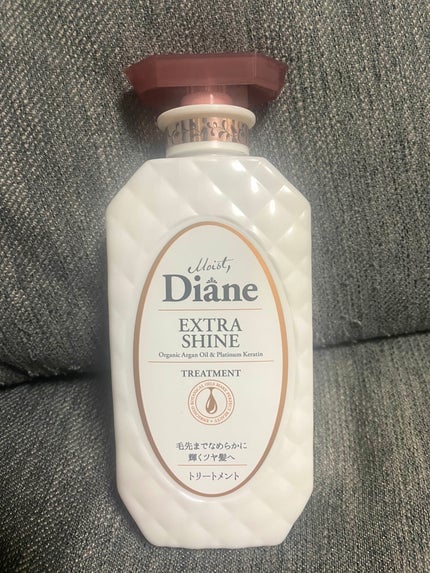 Moist,
Diane
EXTRA
SHINE
Organic Argan Oil & Platinum Keratin
TREATMENT
毛先までなめらかに
輝くツヤ髪へ
トリートメント